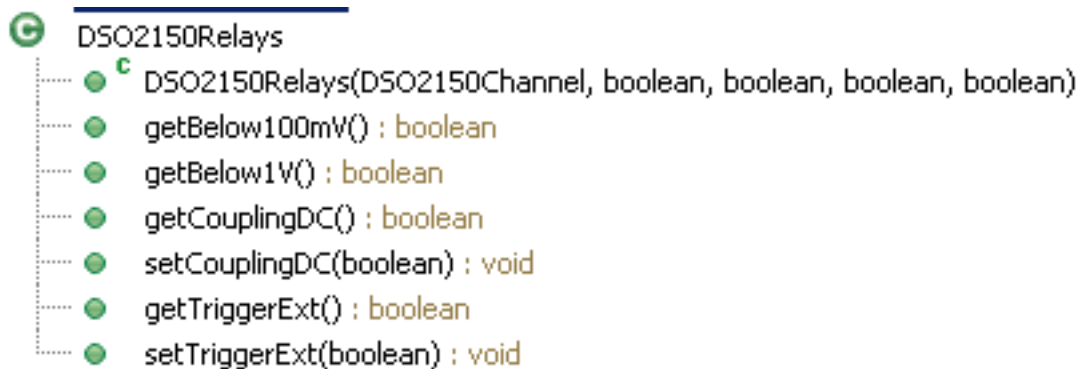 C DSO2150Relays
C DSO2150Relays(DSO2150Channel, boolean, boolean, boolean, boolean)
getBelow100mV() : boolean
getBelow1V() : boolean
getCouplingDC() : boolean
setCouplingDC(boolean) : void
getTriggerExt() : boolean
setTriggerExt(boolean) : void